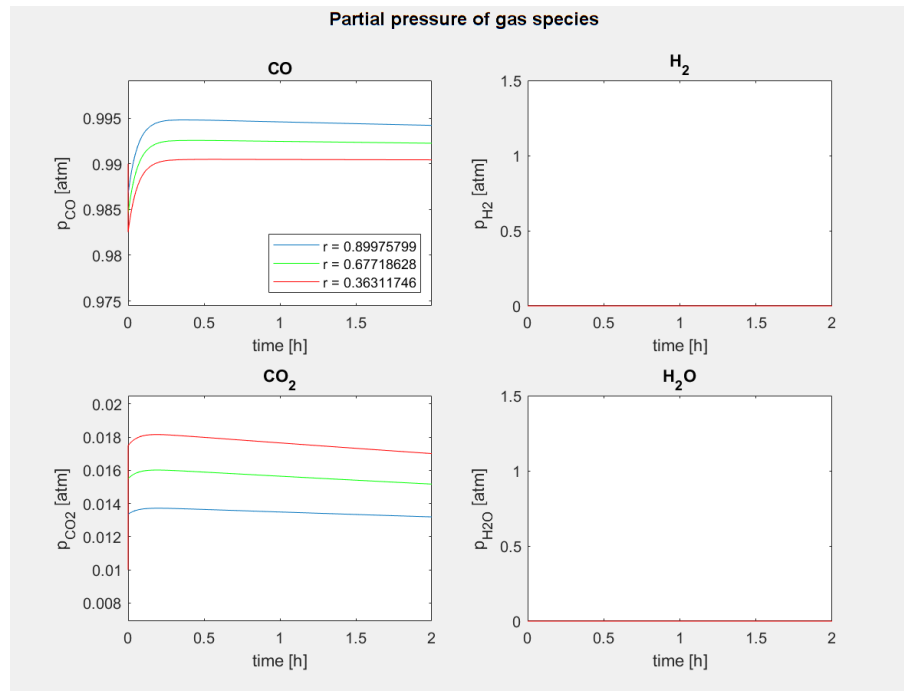 Partial pressure of gas species
CO
0.995
0.99
0.985
0.98
0.975
p_CO [atm]
r = 0.89975799
r = 0.67718628
r = 0.36311746
0 0.5 1 1.5
time [h]
H_2
1.5
1
0.5
0
p_H2 [atm]
0 0.5 1 1.5 2
time [h]
CO_2
0.02
0.018
0.016
0.014
0.012
0.01
0.008
p_CO2 [atm]
0 0.5 1 1.5 2
time [h]
H_2O
1.5
1
0.5
0
p_H2O [atm]
0 0.5 1 1.5 2
time [h]